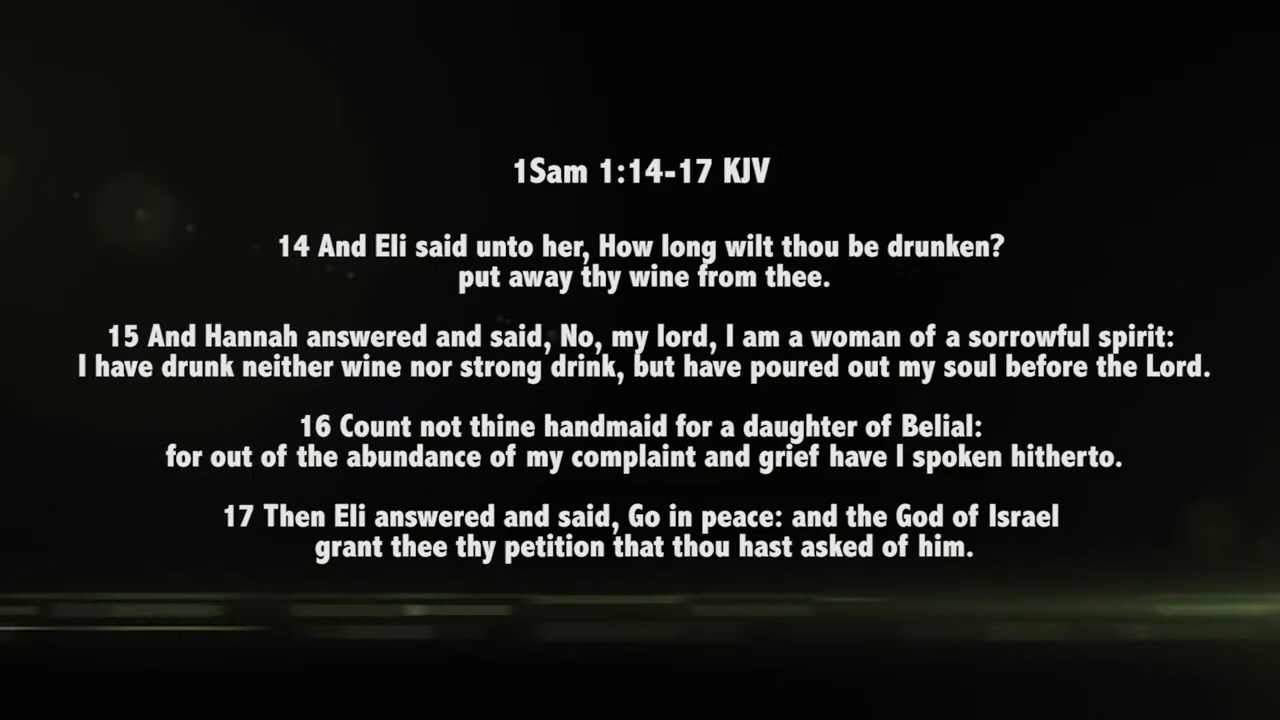 1Sam 1:14-17 KJV
14 And Eli said unto her, How long wilt thou be drunken?
put away thy wine from thee.
15 And Hannah answered and said, No, my lord, I am a woman of a sorrowful spirit:
I have drunk neither wine nor strong drink, but have poured out my soul before the Lord.
16 Count not thine handmaid for a daughter of Belial:
for out of the abundance of my complaint and grief have I spoken hitherto.
17 Then Eli answered and said, Go in peace: and the God of Israel
grant thee thy petition that thou hast asked of him.